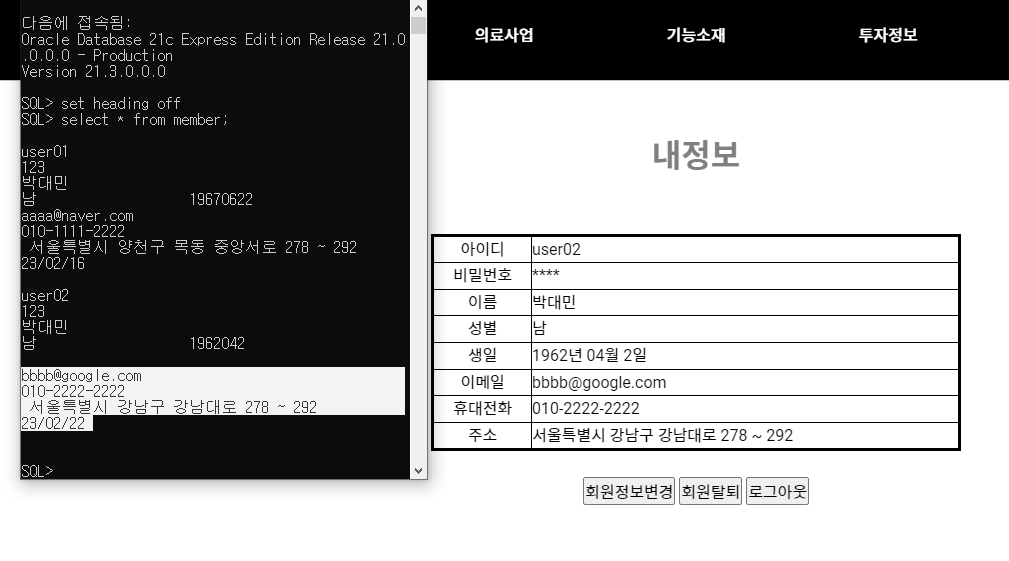 다음에 접속됨:
Oracle Database 21c Express Edition Release 21.0
.0.0.0 - Production
Version 21.3.0.0.0
SQL> set heading off
SQL> select * from member;
user01
123
박대민
남 19670622
aaaa@naver.com
010-1111-2222
서울특별시 양천구 목동 중앙서로 278 ~ 292
23/02/16
user02
123
박대민
남 1962042
bbbb@google.com
010-2222-2222
서울특별시 강남구 강남대로 278 ~ 292
23/02/22
SQL>
의료사업 기능소재 투자정보
내정보
아이디 user02
비밀번호 ****
이름 박대민
성별 남
생일 1962년 04월 2일
이메일 bbbb@google.com
휴대전화 010-2222-2222
주소 서울특별시 강남구 강남대로 278 ~ 292
회원정보변경 회원탈퇴 로그아웃